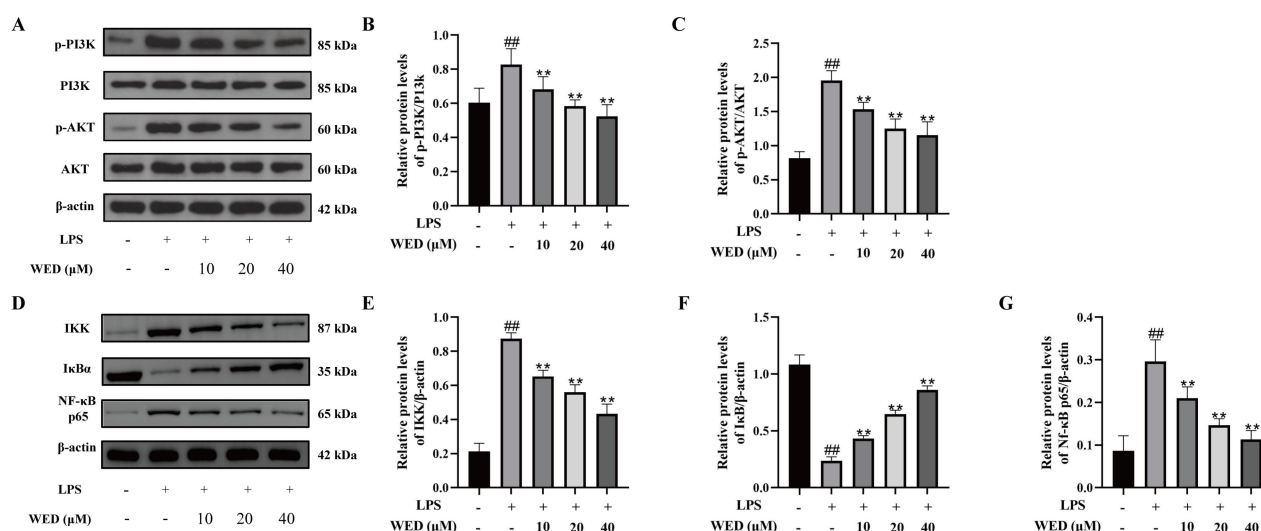 A
p-PI3K
85 kDa
PI3K
85 kDa
p-AKT
60 kDa
AKT
60 kDa
β-actin
42 kDa
LPS - + + + +
WED (μM) - - 10 20 40
B
Relative protein levels
of p-PI3K/P13k
1.0
0.8
0.6
0.4
0.2
0.0
##
**
**
**
LPS - + + + +
WED (μM) - - 10 20 40
C
Relative protein levels
of p-AKT/AKT
2.5
2.0
1.5
1.0
0.5
0.0
##
**
**
**
LPS - + + + +
WED (μM) - - 10 20 40
D
IKK
87 kDa
IκBα
35 kDa
NF-κB
p65
65 kDa
β-actin
42 kDa
LPS - + + + +
WED (μM) - - 10 20 40
E
Relative protein levels
of IKK/β-actin
1.0
0.8
0.6
0.4
0.2
0.0
##
**
**
**
LPS - + + + +
WED (μM) - - 10 20 40
F
Relative protein levels
of IκB/β-actin
1.5
1.0
0.5
0.0
##
**
**
**
LPS - + + + +
WED (μM) - - 10 20 40
G
Relative protein levels
of Nf-κB p65/β-actin
0.4
0.3
0.2
0.1
0.0
##
**
**
**
LPS - + + + +
WED (μM) - - 10 20 40